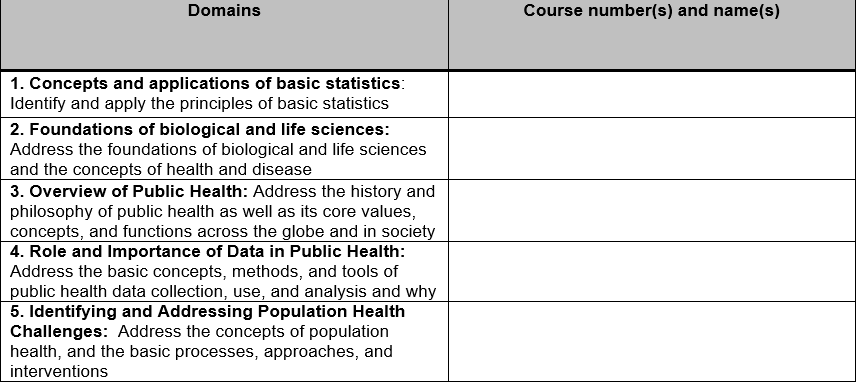 Domains
Course number(s) and name(s)
1. Concepts and applications of basic statistics:
Identify and apply the principles of basic statistics
2. Foundations of biological and life sciences:
Address the foundations of biological and life sciences
and the concepts of health and disease
3. Overview of Public Health: Address the history and
philosophy of public health as well as its core values,
concepts, and functions across the globe and in society
4. Role and Importance of Data in Public Health:
Address the basic concepts, methods, and tools of
public health data collection, use, and analysis and why
5. Identifying and Addressing Population Health
Challenges: Address the concepts of population
health, and the basic processes, approaches, and
interventions